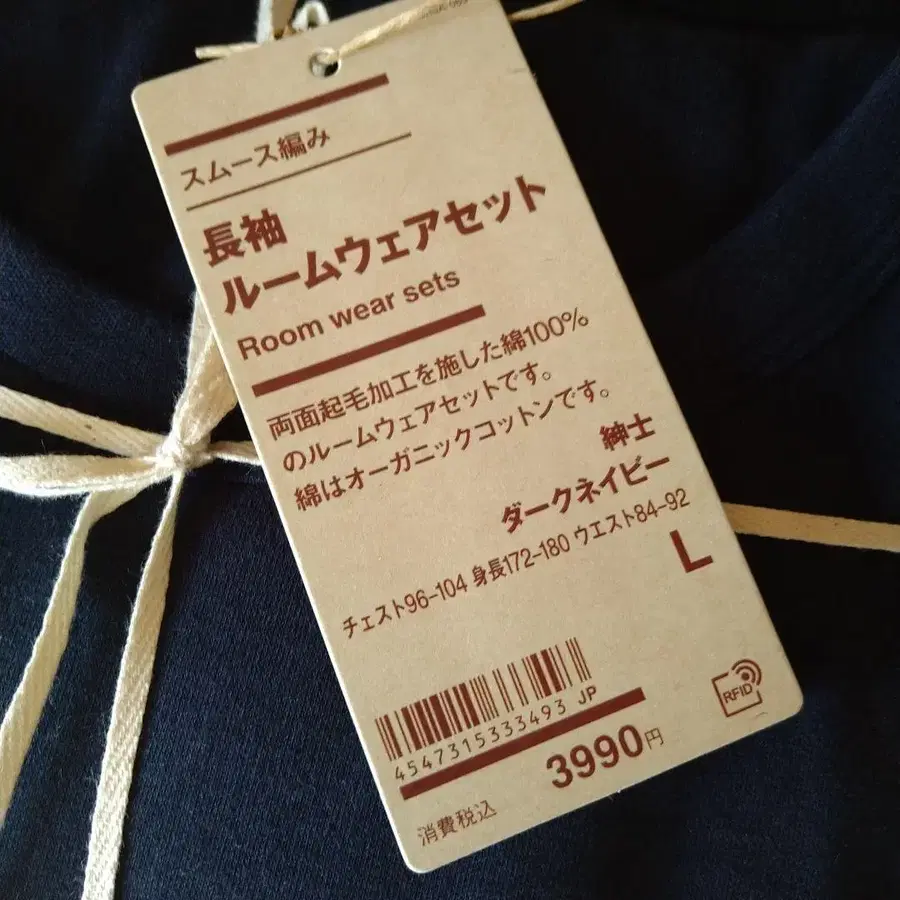 スムース編み
長袖
ルームウェアセット
Room wear sets
両面起毛加工を施した綿100%
のルームウェアセットです。
綿はオーガニックコットンです。
紳士
ダークネイビー
チェスト96-104 身長172-180 ウエスト84-92
L
4547315333493 JP
RFID
3990円
消費税込